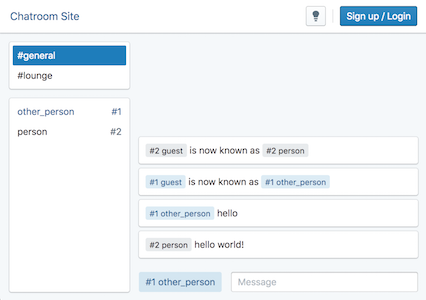 Chatroom Site
Sign up / Login
#general
#lounge
other_person #1
person #2
#2 guest is now known as #2 person
#1 guest is now known as #1 other_person
#1 other_person hello
#2 person hello world!
#1 other_person Message